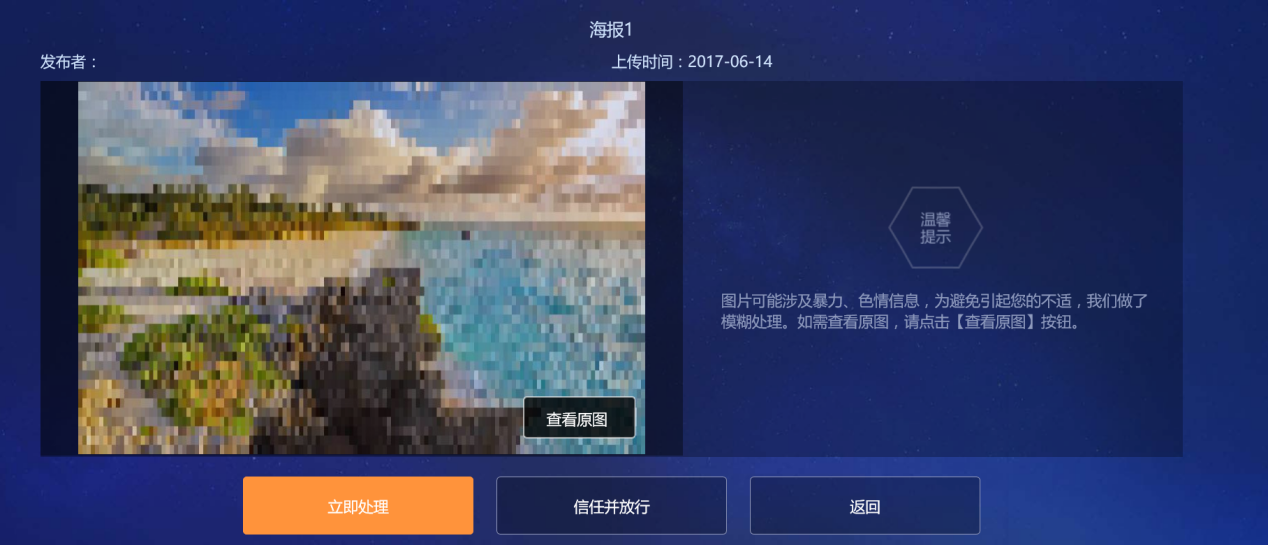 海报1
发布者：
上传时间：2017-06-14
温馨
提示
图片可能涉及暴力、色情信息，为避免引起您的不适，我们做了
模糊处理。如需查看原图，请点击【查看原图】按钮。
查看原图
立即处理
信任并放行
返回